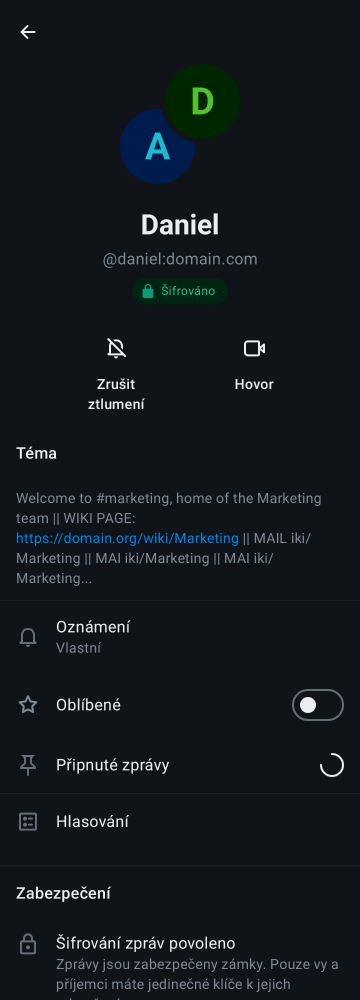 D
A
Daniel
@daniel:domain.com
Šifrováno
Zrušit
ztlumení
Hovor
Téma
Welcome to #marketing, home of the Marketing
team || WIKI PAGE:
https://domain.org/wiki/Marketing || MAIL iki/
Marketing || MAI iki/Marketing || MAI iki/
Marketing...
Oznámení
Vlastní
Oblíbené
Připnuté zprávy
Hlasování
Zabezpečení
Šifrování zpráv povoleno
Zprávy jsou zabezpečeny zámky. Pouze vy a
příjemci máte jedinečné klíče k jejich